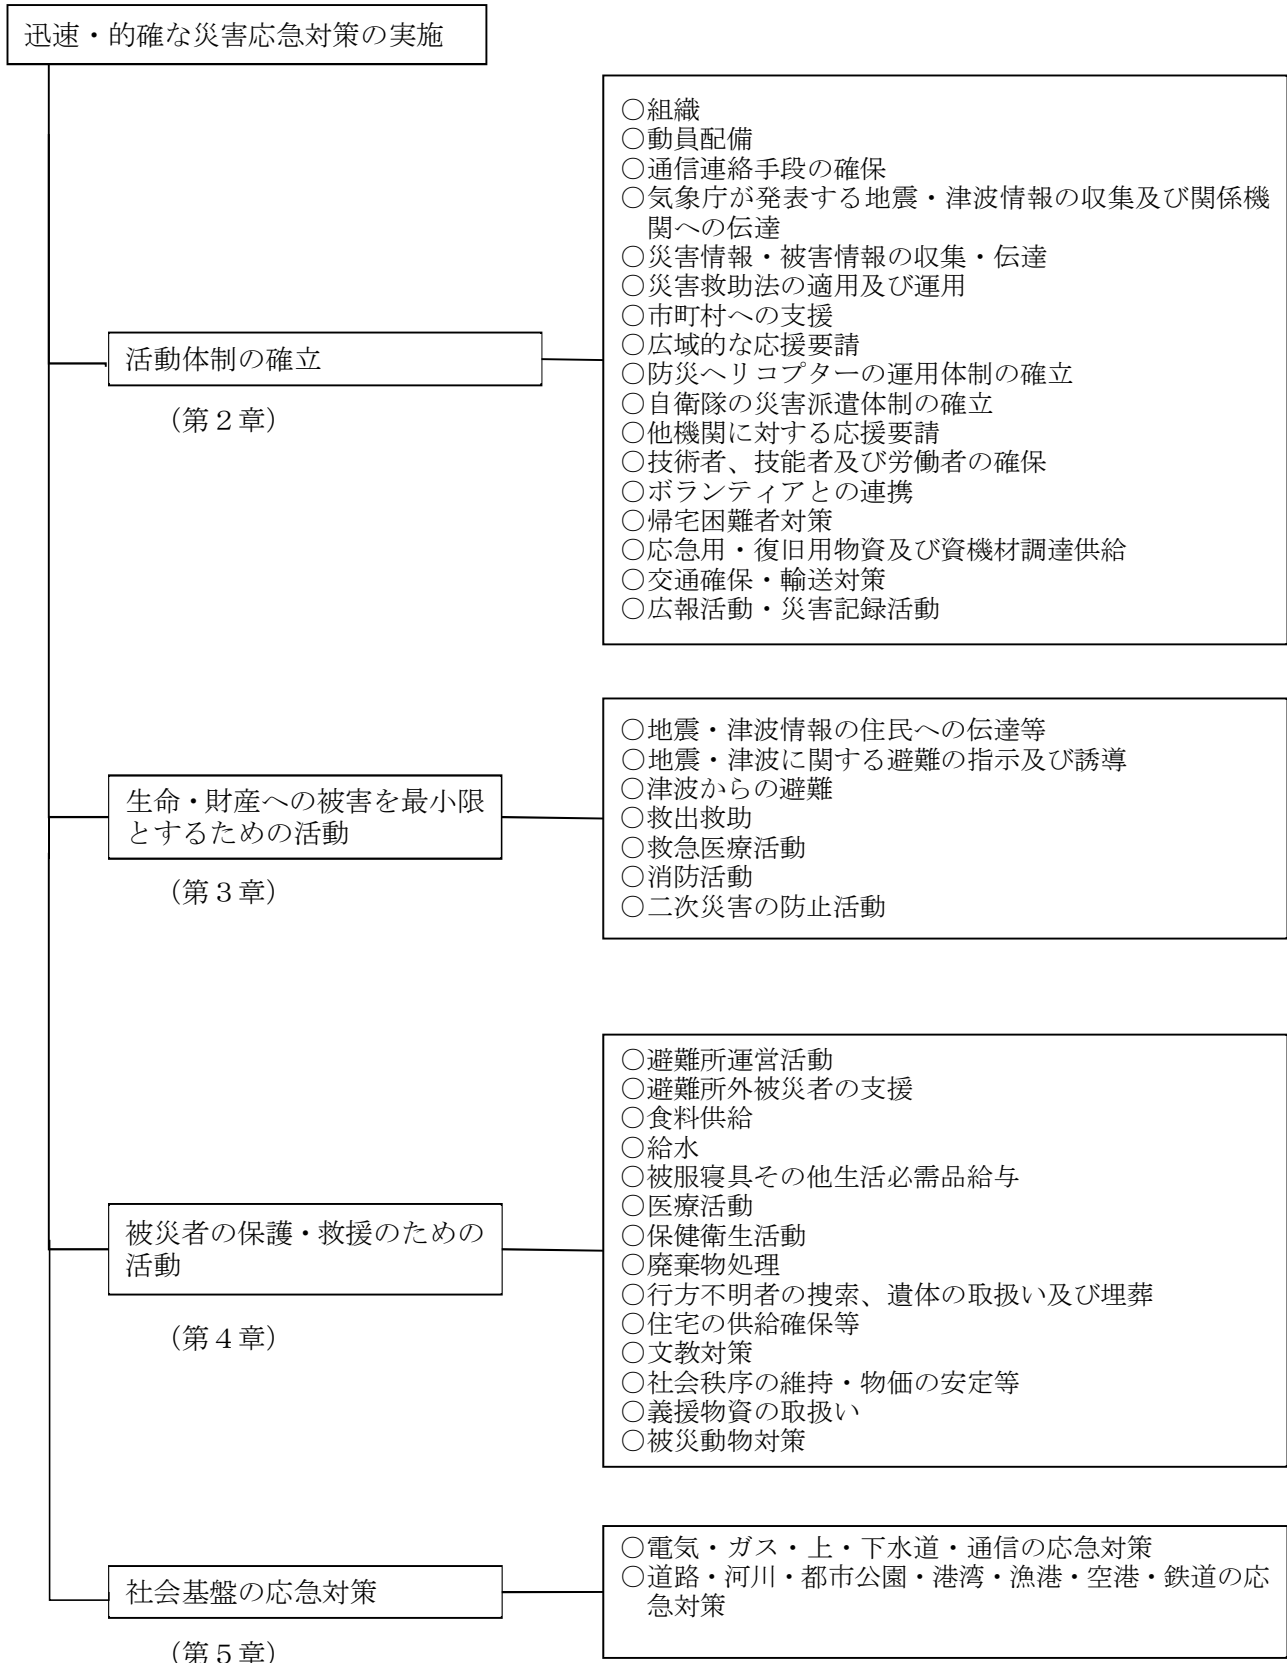 迅速・的確な災害応急対策の実施
○組織
○動員配備
○通信連絡手段の確保
○気象庁が発表する地震・津波情報の収集及び関係機
関への伝達
○災害情報・被害情報の収集・伝達
○災害救助法の適用及び運用
○市町村への支援
○広域的な応援要請
○防災ヘリコプターの運用体制の確立
○自衛隊の災害派遣体制の確立
○他機関に対する応援要請
○技術者、技能者及び労働者の確保
○ボランティアとの連携
○帰宅困難者対策
○応急用・復旧用物資及び資機材調達供給
○交通確保・輸送対策
○広報活動・災害記録活動
活動体制の確立
（第２章）
○地震・津波情報の住民への伝達等
○地震・津波に関する避難の指示及び誘導
○津波からの避難
○救出救助
○救急医療活動
○消防活動
○二次災害の防止活動
生命・財産への被害を最小限
とするための活動
（第３章）
○避難所運営活動
○避難所外被災者の支援
○食料供給
○給水
○被服寝具その他生活必需品給与
○医療活動
○保健衛生活動
○廃棄物処理
○行方不明者の捜索、遺体の取扱い及び埋葬
○住宅の供給確保等
○文教対策
○社会秩序の維持・物価の安定等
○義援物資の取扱い
○被災動物対策
被災者の保護・救援のための
活動
（第４章）
○電気・ガス・上・下水道・通信の応急対策
○道路・河川・都市公園・港湾・漁港・空港・鉄道の応
急対策
社会基盤の応急対策
（第５章）